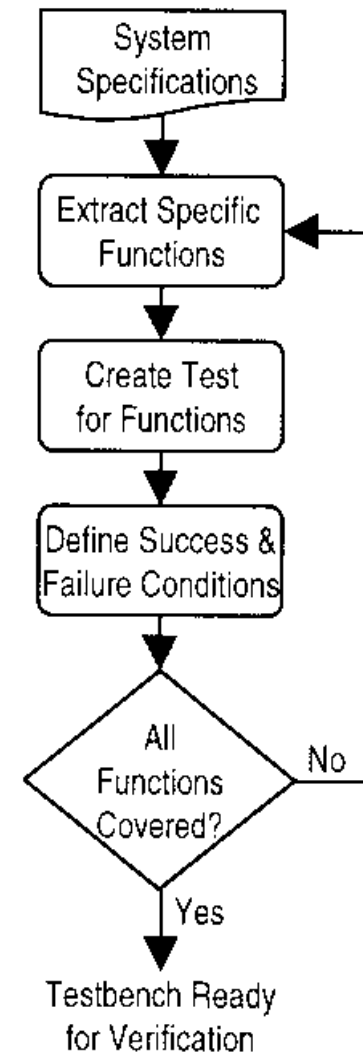 System
Specifications
Extract Specific
Functions
Create Test
for Functions
Define Success &
Failure Conditions
All
Functions
Covered?
No
Yes
Testbench Ready
for Verification